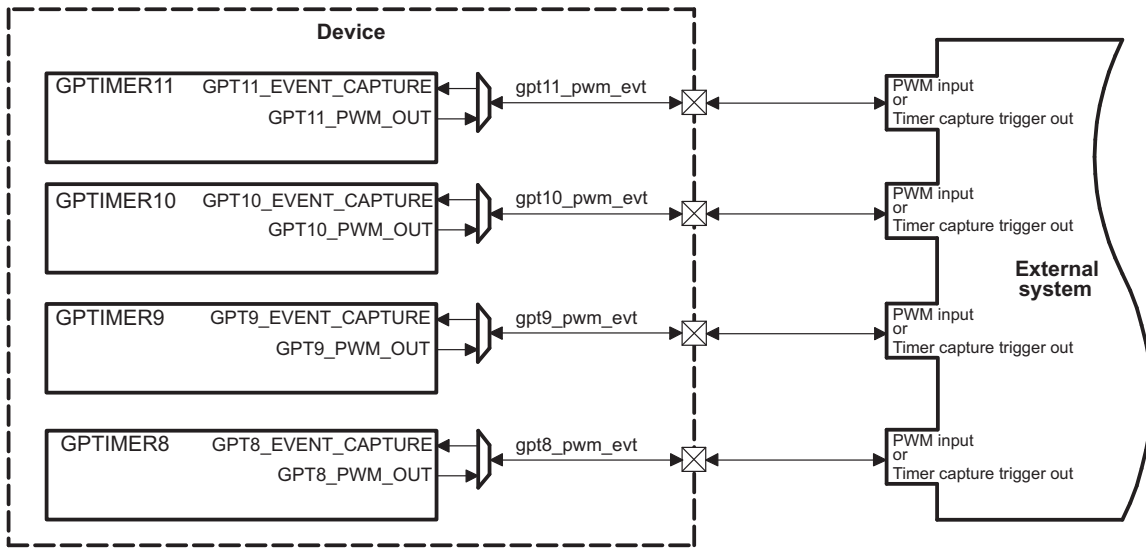 Device
GPTIMER11
GPT11_EVENT_CAPTURE
GPT11_PWM_OUT
gpt11_pwm_evt
PWM input
or
Timer capture trigger out
GPTIMER10
GPT10_EVENT_CAPTURE
GPT10_PWM_OUT
gpt10_pwm_evt
PWM input
or
Timer capture trigger out
External
system
GPTIMER9
GPT9_EVENT_CAPTURE
GPT9_PWM_OUT
gpt9_pwm_evt
PWM input
or
Timer capture trigger out
GPTIMER8
GPT8_EVENT_CAPTURE
GPT8_PWM_OUT
gpt8_pwm_evt
PWM input
or
Timer capture trigger out